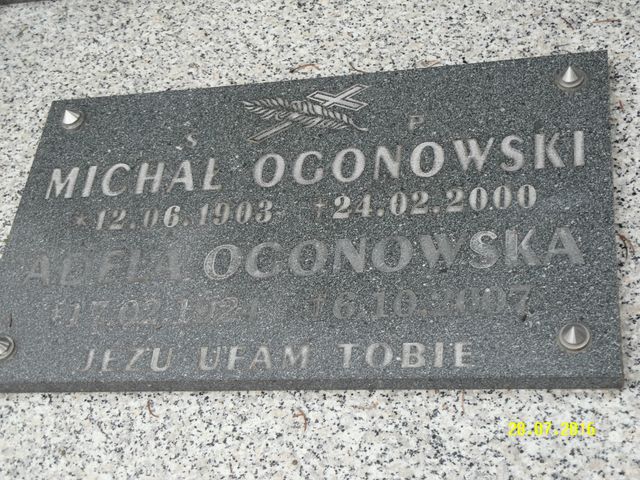 Ś P
MICHAŁ OGONOWSKI
*12.06.1903 †24.02.2000
ADELA OGONOWSKA
†6.10.2007
JEZU UFAM TOBIE
28.07.2016